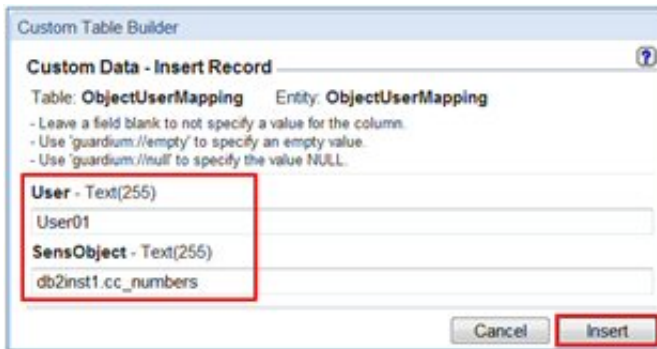 Custom Table Builder
Custom Data - Insert Record
?
Table: ObjectUserMapping Entity: ObjectUserMapping
- Leave a field blank to not specify a value for the column.
- Use 'guardium://empty' to specify an empty value.
- Use 'guardium://null' to specify the value NULL.
User - Text(255)
User01
SensObject - Text(255)
db2inst1.cc_numbers
Cancel Insert